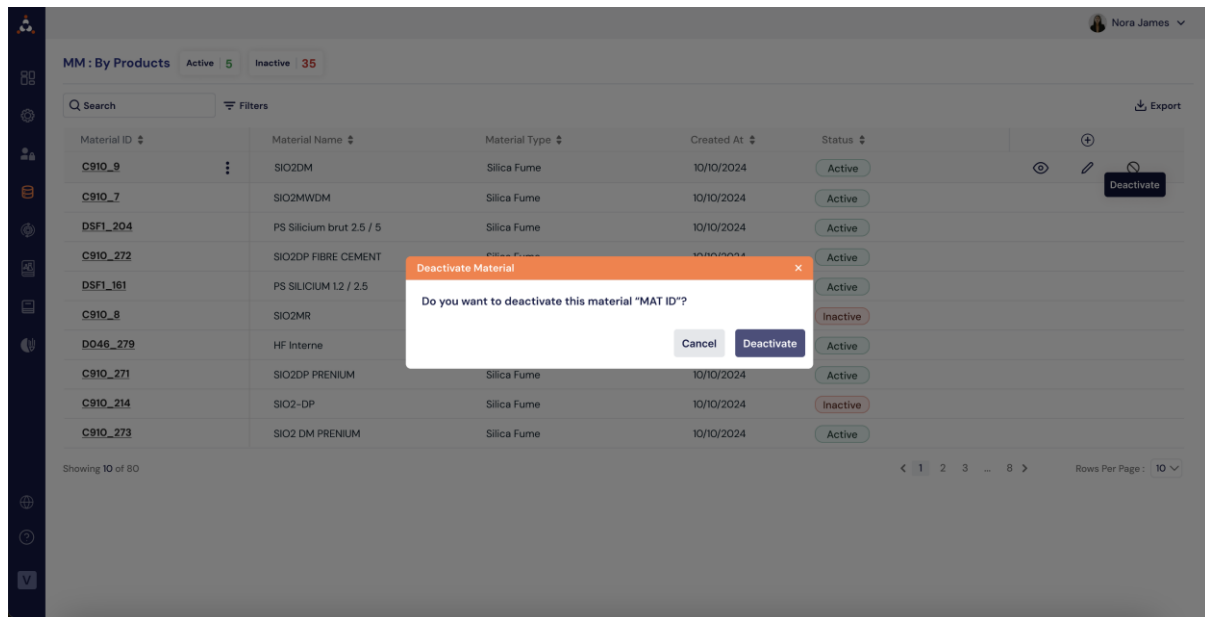 Nora James
MM : By Products Active 5 Inactive 35
Search Filters Export
Material ID Material Name Material Type Created At Status
C910_9 SIO2DM Silica Fume 10/10/2024 Active
Deactivate
C910_7 SIO2MWDM Silica Fume 10/10/2024 Active
DSF1_204 PS Silicium brut 2.5 / 5 Silica Fume 10/10/2024 Active
C910_272 SIO2DP FIBRE CEMENT Silica Fume 10/10/2024 Active
Deactivate Material
DSF1_161 PS SILICIUM 1.2 / 2.5 Active
Do you want to deactivate this material “MAT ID”?
C910_8 SIO2MR Inactive
Cancel Deactivate
D046_279 HF Interne Active
C910_271 SIO2DP PRENIUM Silica Fume 10/10/2024 Active
C910_214 SIO2-DP Silica Fume 10/10/2024 Inactive
C910_273 SIO2 DM PRENIUM Silica Fume 10/10/2024 Active
Showing 10 of 80 1 2 3 ... 8 Rows Per Page : 10
V